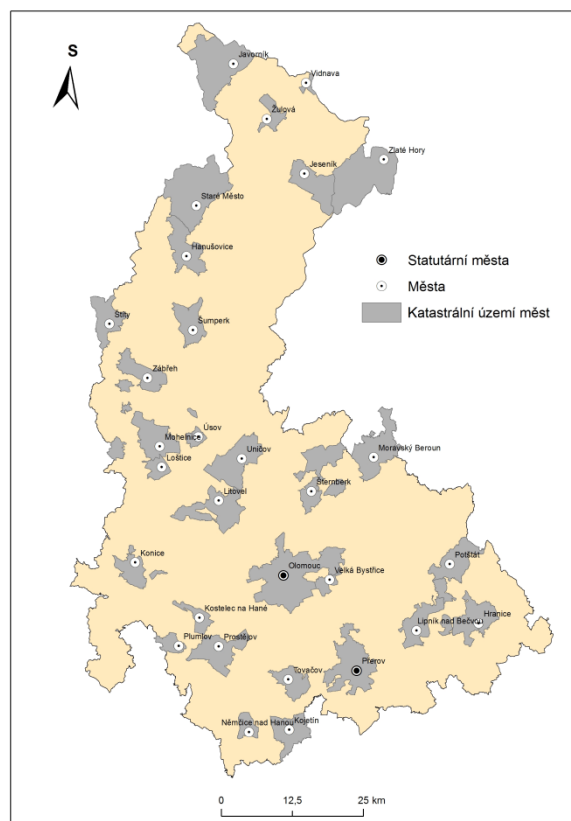 S
Javorník
Vidnava
Žulová
Zlaté Hory
Jeseník
Staré Město
Hanušovice
Statutární města
Města
Katastrální území měst
Štíty
Šumperk
Zábřeh
Úsov
Mohelnice
Loštice
Uničov
Moravský Beroun
Šternberk
Litovel
Konice
Olomouc
Velká Bystřice
Potštát
Kostelec na Hané
Hranice
Lipník nad Bečvou
Plumlov
Prostějov
Přerov
Tovačov
Němčice nad Hanou
Kojetín
0 12,5 25 km